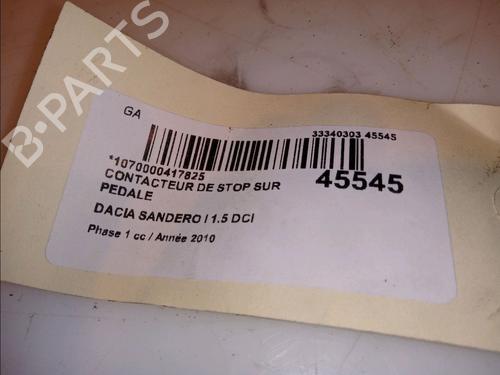 B-PARTS
GA
33340303 45545
*1070000417825
45545
CONTACTEUR DE STOP SUR
PEDALE
DACIA SANDERO I 1.5 DCI
Phase 1 cc / Année 2010